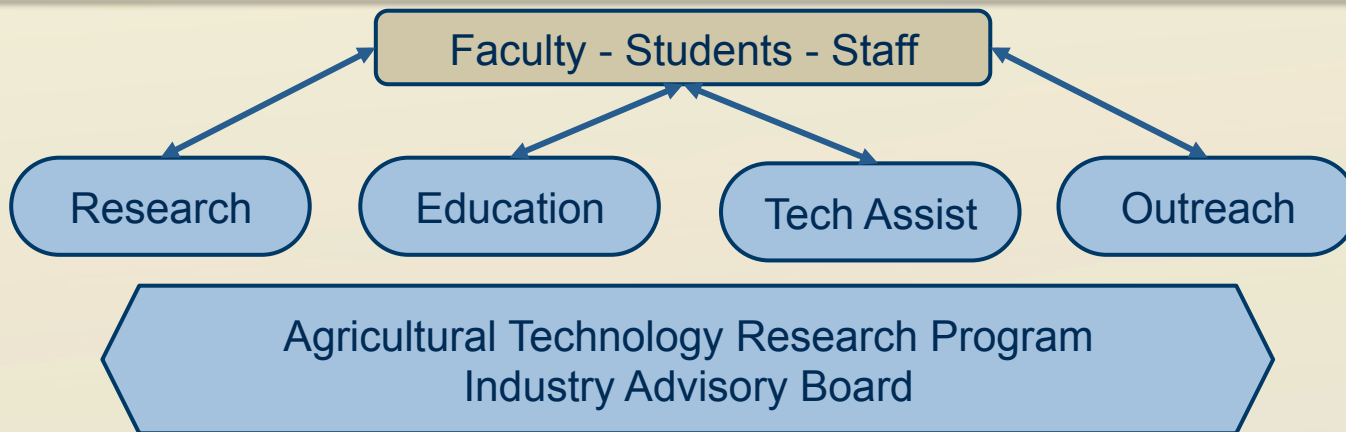 Faculty - Students - Staff
Research
Education
Tech Assist
Outreach
Agricultural Technology Research Program
Industry Advisory Board